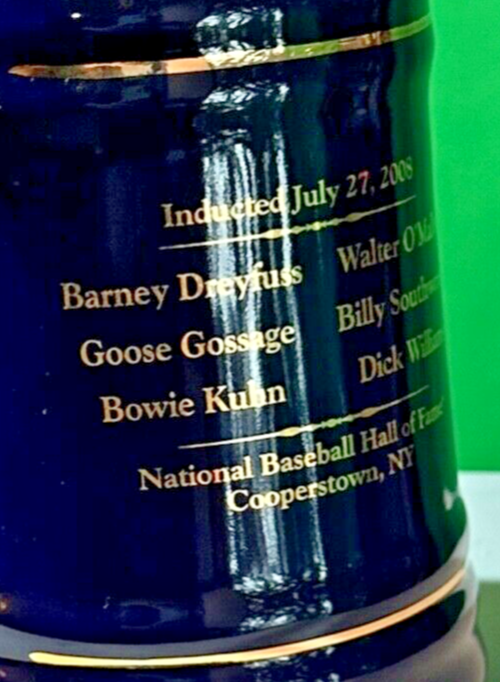 Inducted July 27, 2008
Barney Dreyfuss
Goose Gossage
Bowie Kuhn
Walter
Billy
Dick
National Baseball Hall of Fame
Cooperstown, NY